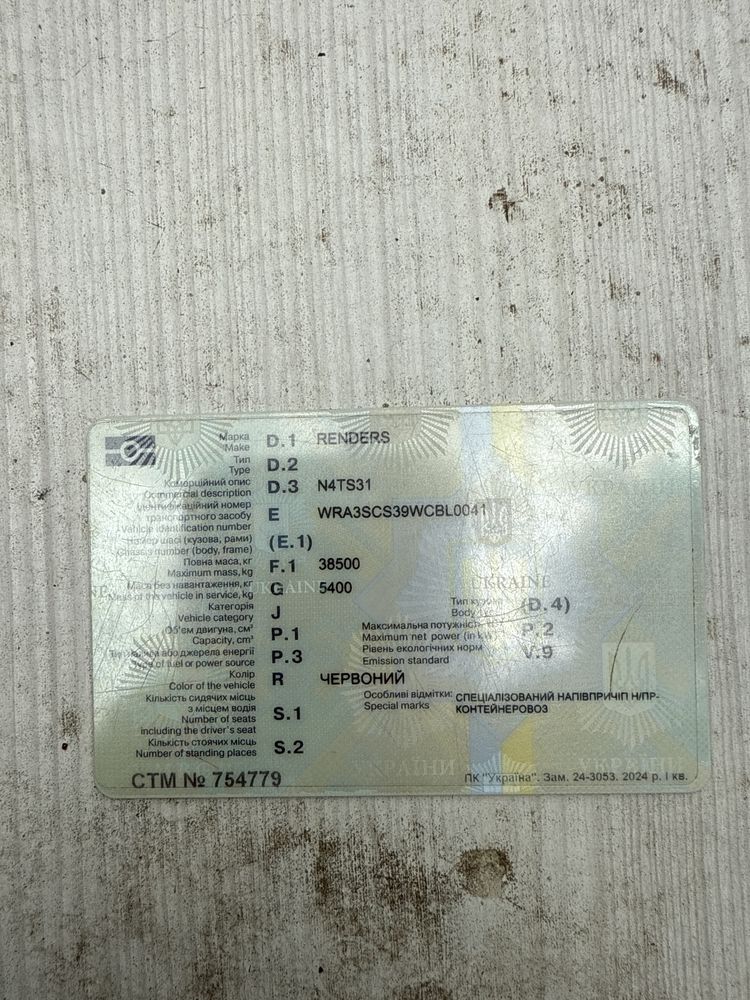 Марка D.1 RENDERS
Make
Тип D.2
Type
Комерційний опис D.3 N4TS31
Commercial description
Ідентифікаційний номер
транспортного засобу E WRA3SCS39WCBL0041
Vehicle identification number
Номер шасі (кузова, рами) (E.1)
Chassis number (body, frame)
Повна маса, кг F.1 38500
Maximum mass, kg
Маса без навантаження, кг G 5400
Mass of the vehicle in service, kg
UKRAINE
Категорія J
Vehicle category
Тип кузова (D.4)
Body
Об'єм двигуна, см³ P.1
Capacity, cm³
Максимальна потужність P.2
Maximum net power (in kW)
Тип палива або джерела енергії P.3
Type of fuel or power source
Рівень екологічних норм V.9
Emission standard
Колір R ЧЕРВОНИЙ
Color of the vehicle
Особливі відмітки: СПЕЦІАЛІЗОВАНИЙ НАПІВПРИЧІП Н/ПР-
Special marks КОНТЕЙНЕРОВОЗ
Кількість сидячих місць
з місцем водія S.1
Number of seats
including the driver's seat
Кількість стоячих місць S.2
Number of standing places
УКРАЇНИ UKRAINE УКРАЇНІ
СТМ № 754779
ПК "Україна". Зам. 24-3053. 2024 р. І кв.